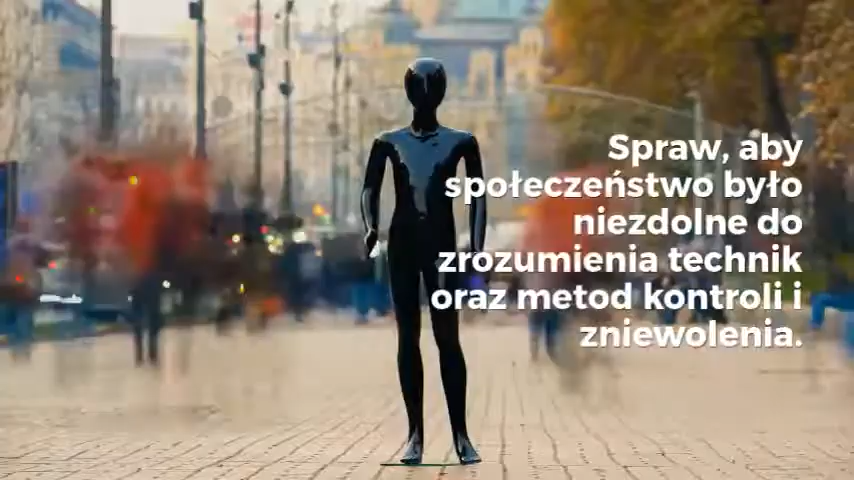 Spraw, aby
społeczeństwo było
niezdolne do
zrozumienia technik
oraz metod kontroli i
zniewolenia.